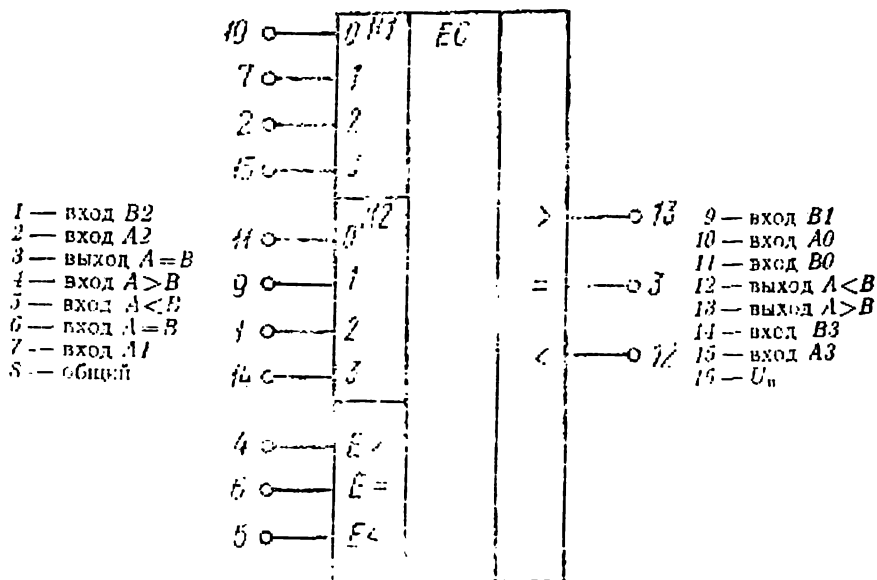 10
0
EC
7
1
2
2
15
3
11
0
9
1
1
2
14
3
4
E
6
E =
5
E<
> 13
= 3
< 12
1 — вход B2
2 — вход A2
3 — выход A=B
4 — вход A>B
5 — вход A<B
6 — вход A=B
7 — вход A1
8 — общий
9 — вход B1
10 — вход A0
11 — вход B0
12 — выход A<B
13 — выход A>B
14 — вход B3
15 — вход A3
16 — Uп